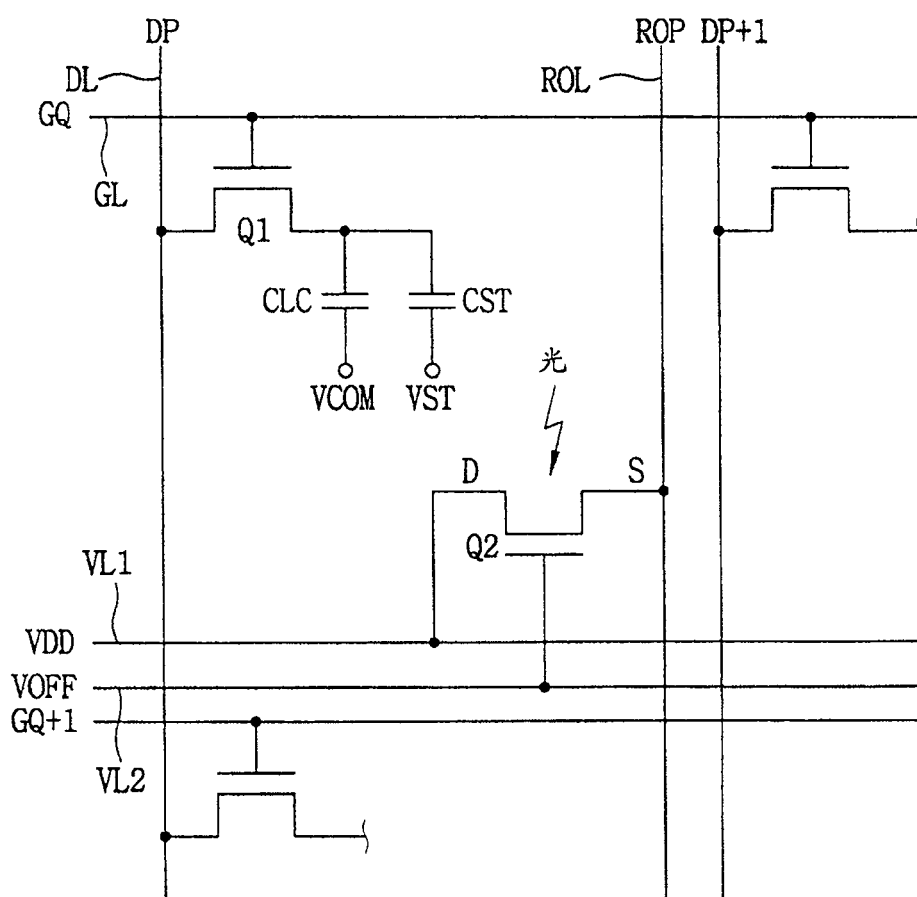 DP
ROP
DP+1
DL
ROL
GQ
GL
Q1
CLC
CST
VCOM
VST
光
D
S
Q2
VL1
VDD
VOFF
GQ+1
VL2